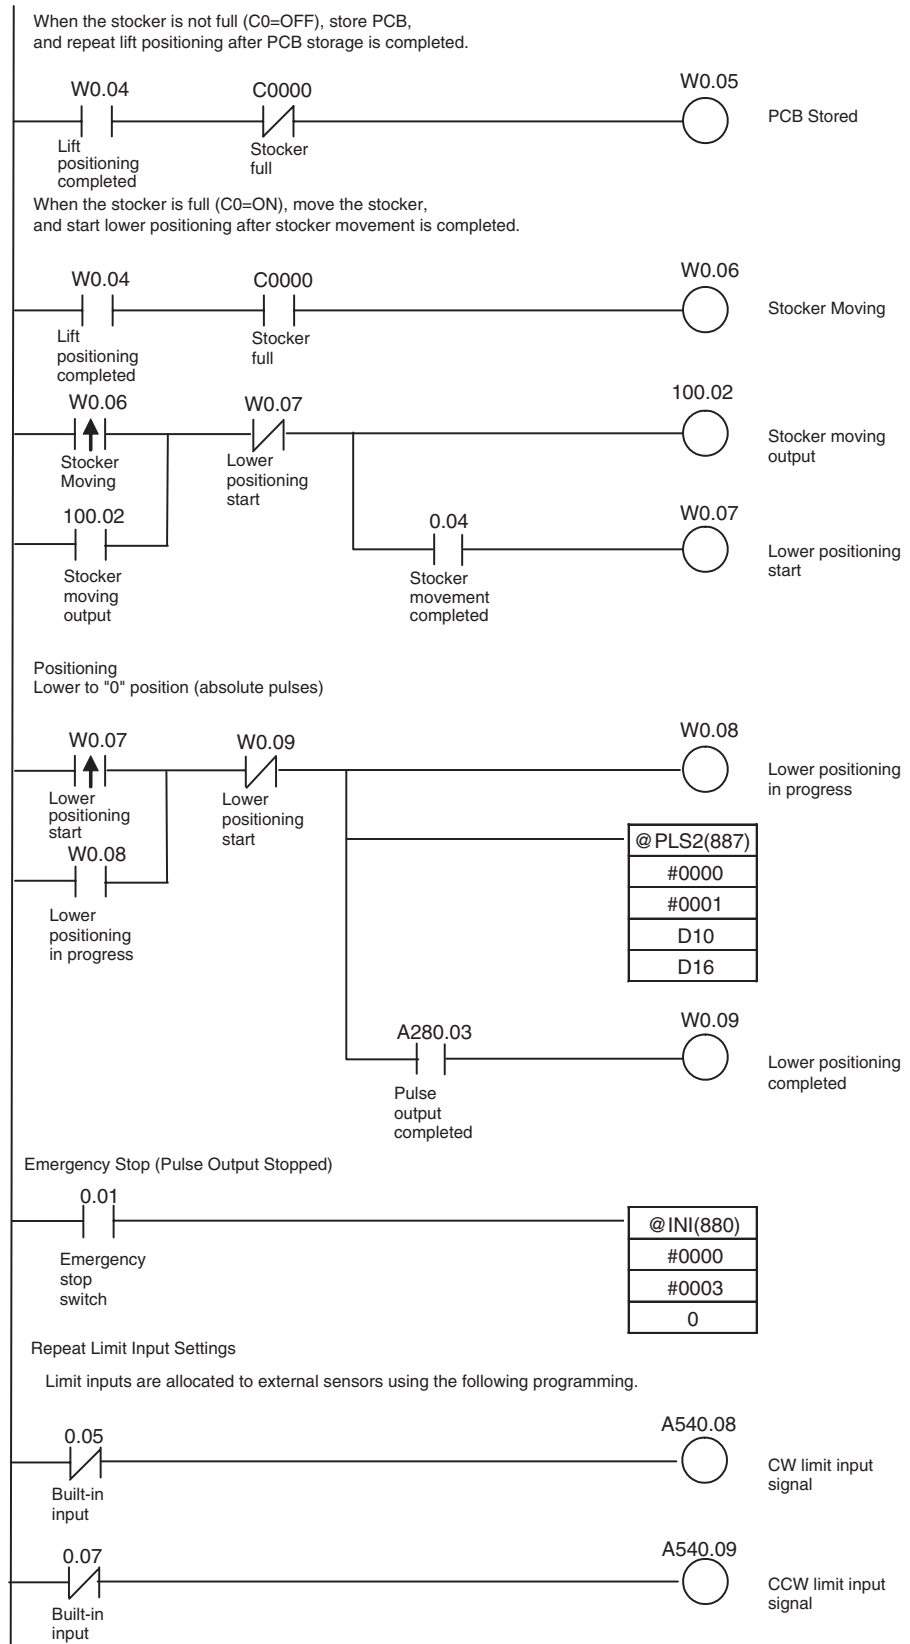 When the stocker is not full (C0=OFF), store PCB,
and repeat lift positioning after PCB storage is completed.
W0.04
C0000
W0.05
Lift
positioning
completed
Stocker
full
PCB Stored
When the stocker is full (C0=ON), move the stocker,
and start lower positioning after stocker movement is completed.
W0.04
C0000
W0.06
Lift
positioning
completed
Stocker
full
Stocker Moving
W0.06
W0.07
100.02
Stocker
Moving
Lower
positioning
start
Stocker moving
output
100.02
0.04
W0.07
Stocker
moving
output
Stocker
movement
completed
Lower positioning
start
Positioning
Lower to "0" position (absolute pulses)
W0.07
W0.09
W0.08
Lower
positioning
start
Lower
positioning
start
Lower positioning
in progress
W0.08
Lower
positioning
in progress
@PLS2(887)
#0000
#0001
D10
D16
A280.03
W0.09
Pulse
output
completed
Lower positioning
completed
Emergency Stop (Pulse Output Stopped)
0.01
Emergency
stop
switch
@INI(880)
#0000
#0003
0
Repeat Limit Input Settings
Limit inputs are allocated to external sensors using the following programming.
0.05
A540.08
Built-in
input
CW limit input
signal
0.07
A540.09
Built-in
input
CCW limit input
signal